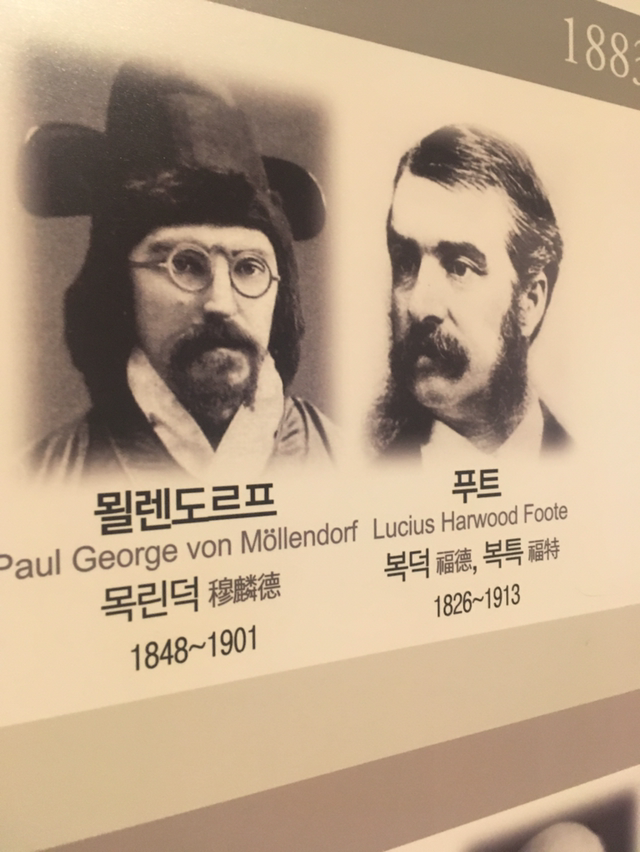 1883
묄렌도르프
Paul George von Möllendorf
목린덕 穆麟德
1848~1901
푸트
Lucius Harwood Foote
복덕 福德, 복특 福特
1826~1913